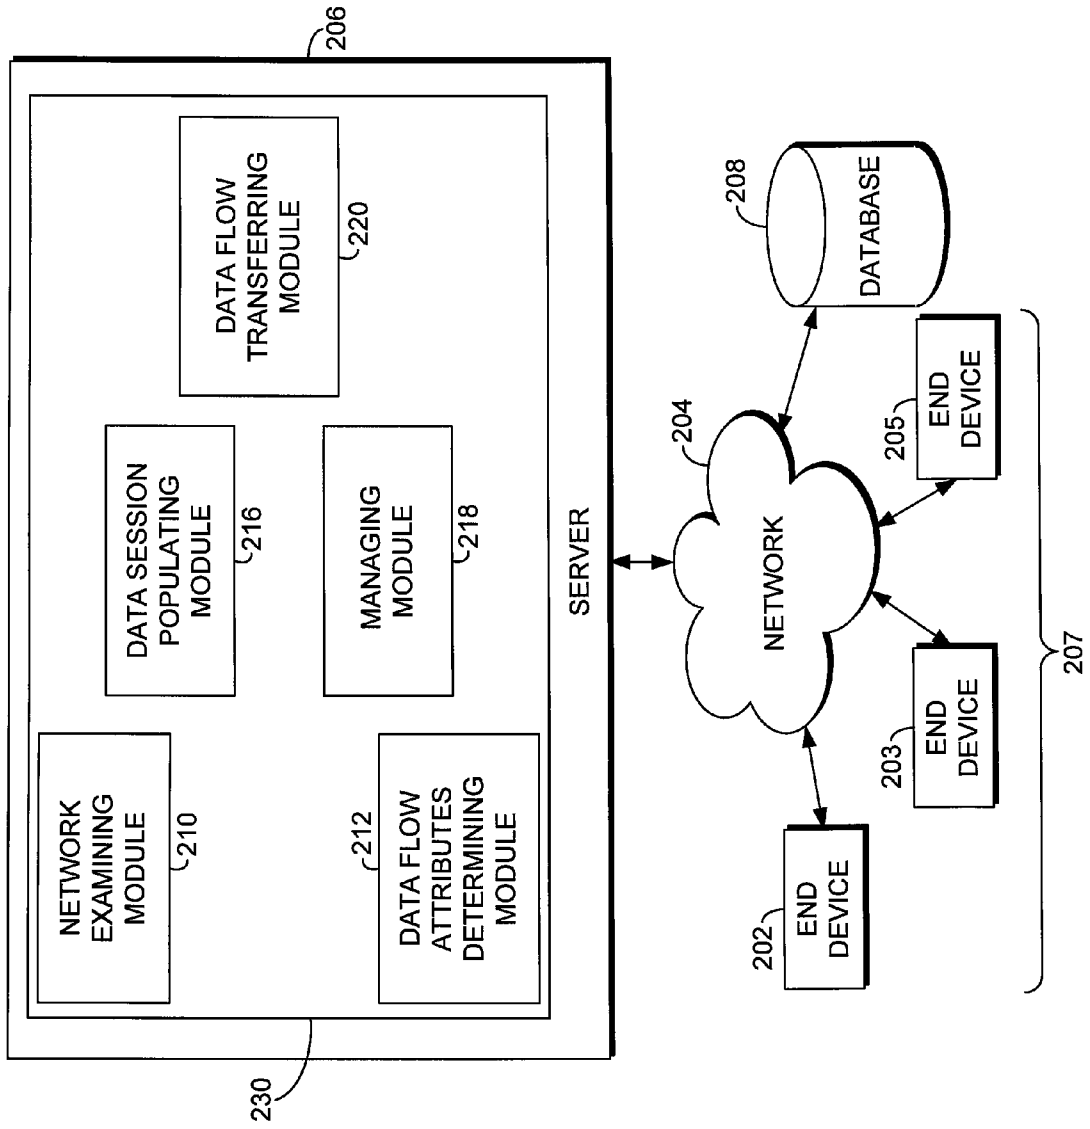 206
NETWORK
EXAMINING
MODULE
210
DATA SESSION
POPULATING
MODULE
216
DATA FLOW
TRANSFERRING
MODULE
220
212
DATA FLOW
ATTRIBUTES
DETERMINING
MODULE
MANAGING
MODULE
218
230
SERVER
204
NETWORK
208
DATABASE
202
END
DEVICE
203
END
DEVICE
205
END
DEVICE
207